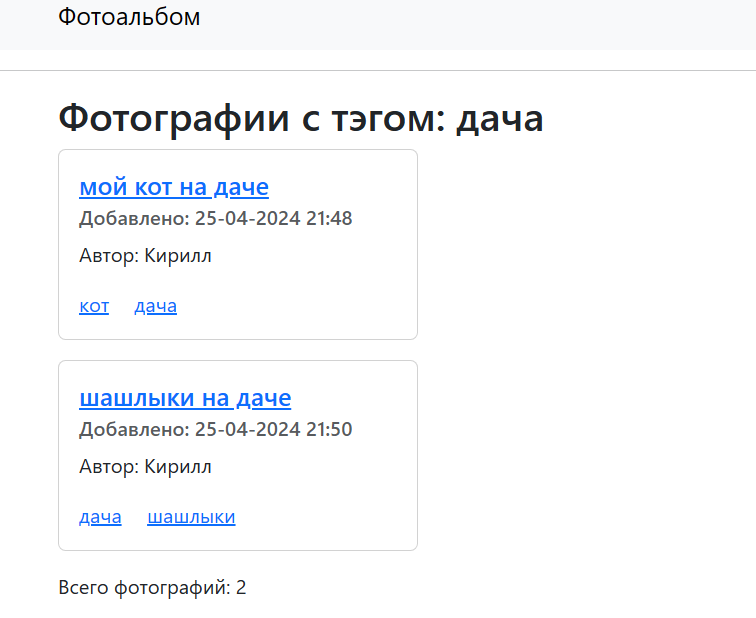 Фотоальбом
Фотографии с тэгом: дача
мой кот на даче
Добавлено: 25-04-2024 21:48
Автор: Кирилл
кот дача
шашлыки на даче
Добавлено: 25-04-2024 21:50
Автор: Кирилл
дача шашлыки
Всего фотографий: 2